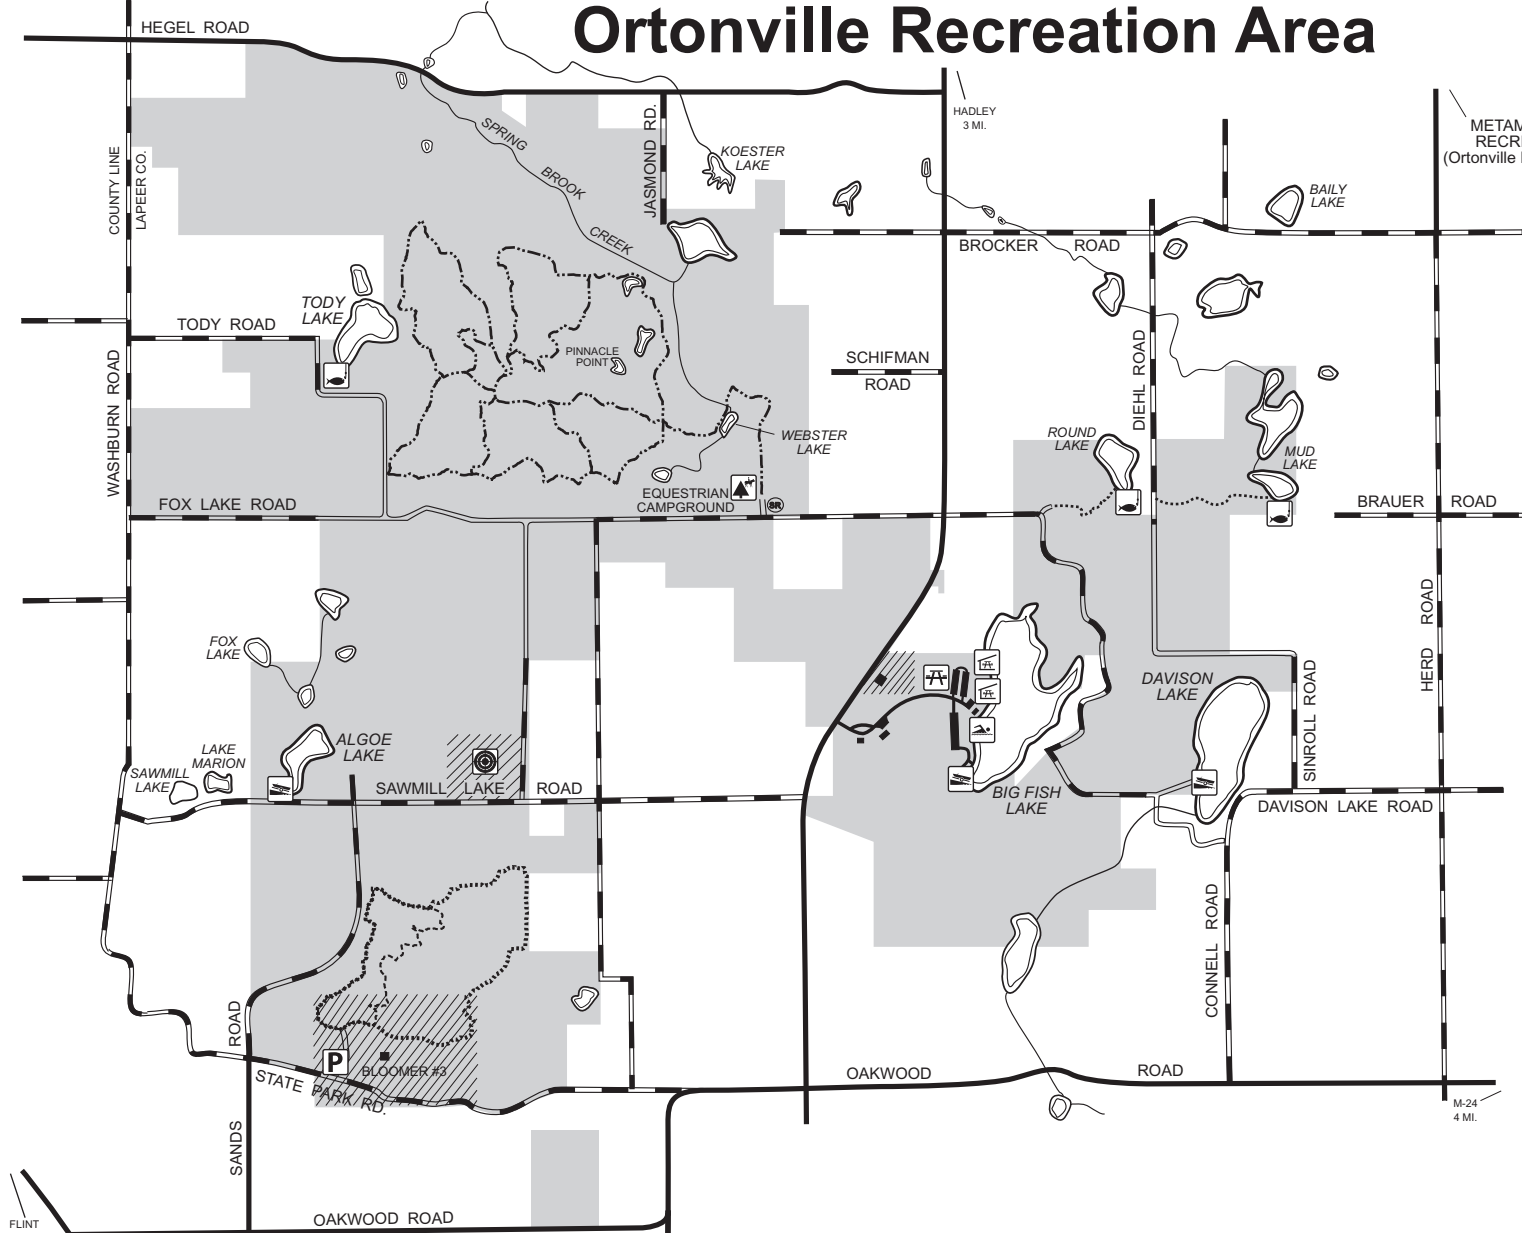 Ortonville Recreation Area
HEGEL ROAD
HADLEY
3 MI.
METAM
RECRE
(Ortonville
COUNTY LINE
LAPEER CO.
SPRING
BROOK
CREEK
JASMOND RD.
KOESTER
LAKE
BAILY
LAKE
BROCKER ROAD
TODY
LAKE
TODY ROAD
PINNACLE
POINT
SCHIFMAN
ROAD
DIEHL ROAD
WASHBURN ROAD
WEBSTER
LAKE
ROUND
LAKE
MUD
LAKE
FOX LAKE ROAD
EQUESTRIAN
CAMPGROUND
SR
BRAUER ROAD
HERD ROAD
FOX
LAKE
DAVISON
LAKE
SINROLL ROAD
ALGOE
LAKE
LAKE
MARION
SAWMILL
LAKE
SAWMILL LAKE ROAD
BIG FISH
LAKE
DAVISON LAKE ROAD
CONNELL ROAD
SANDS ROAD
P
BLOOMER #3
STATE PARK RD.
OAKWOOD ROAD
M-24
4 MI.
FLINT
OAKWOOD ROAD